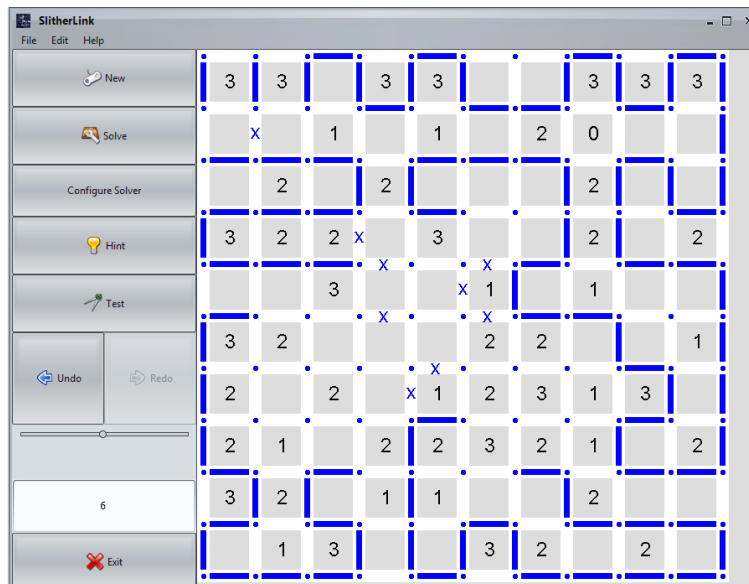 SlitherLink
File Edit Help
New
Solve
Configure Solver
Hint
Test
Undo Redo
6
Exit
3 3 3 3 3 3 3
X 1 1 2 0
2 2 2
3 2 2 X 3 2 2
X X
3 X 1 1
X X
3 2 2 2 1
X
2 2 X 1 2 3 1 3
2 1 2 2 3 2 1 2
3 2 1 1 2
1 3 3 2 2